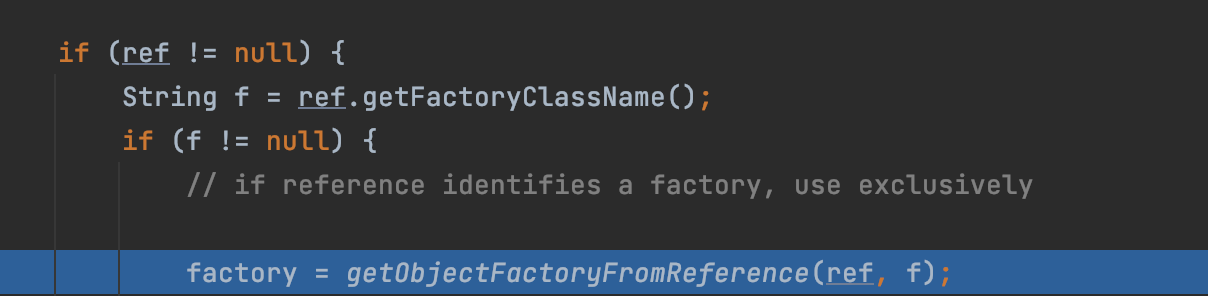 if (ref != null) {
String f = ref.getFactoryClassName();
if (f != null) {
// if reference identifies a factory, use exclusively
factory = getObjectFactoryFromReference(ref, f);